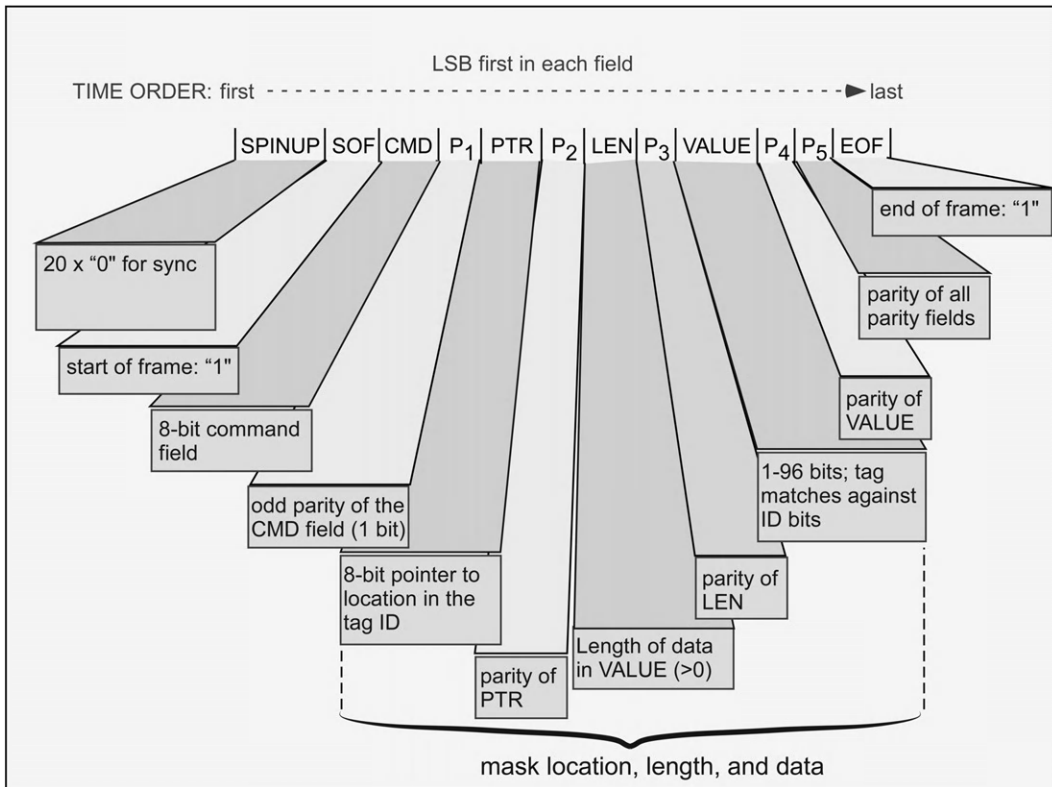 LSB first in each field
TIME ORDER: first last
SPINUP SOF CMD P1 PTR P2 LEN P3 VALUE P4 P5 EOF
20 x “0" for sync
start of frame: “1"
8-bit command
field
odd parity of the
CMD field (1 bit)
8-bit pointer to
location in the
tag ID
parity of
PTR
Length of data
in VALUE (>0)
parity of
LEN
1-96 bits; tag
matches against
ID bits
parity of
VALUE
parity of all
parity fields
end of frame: “1"
mask location, length, and data